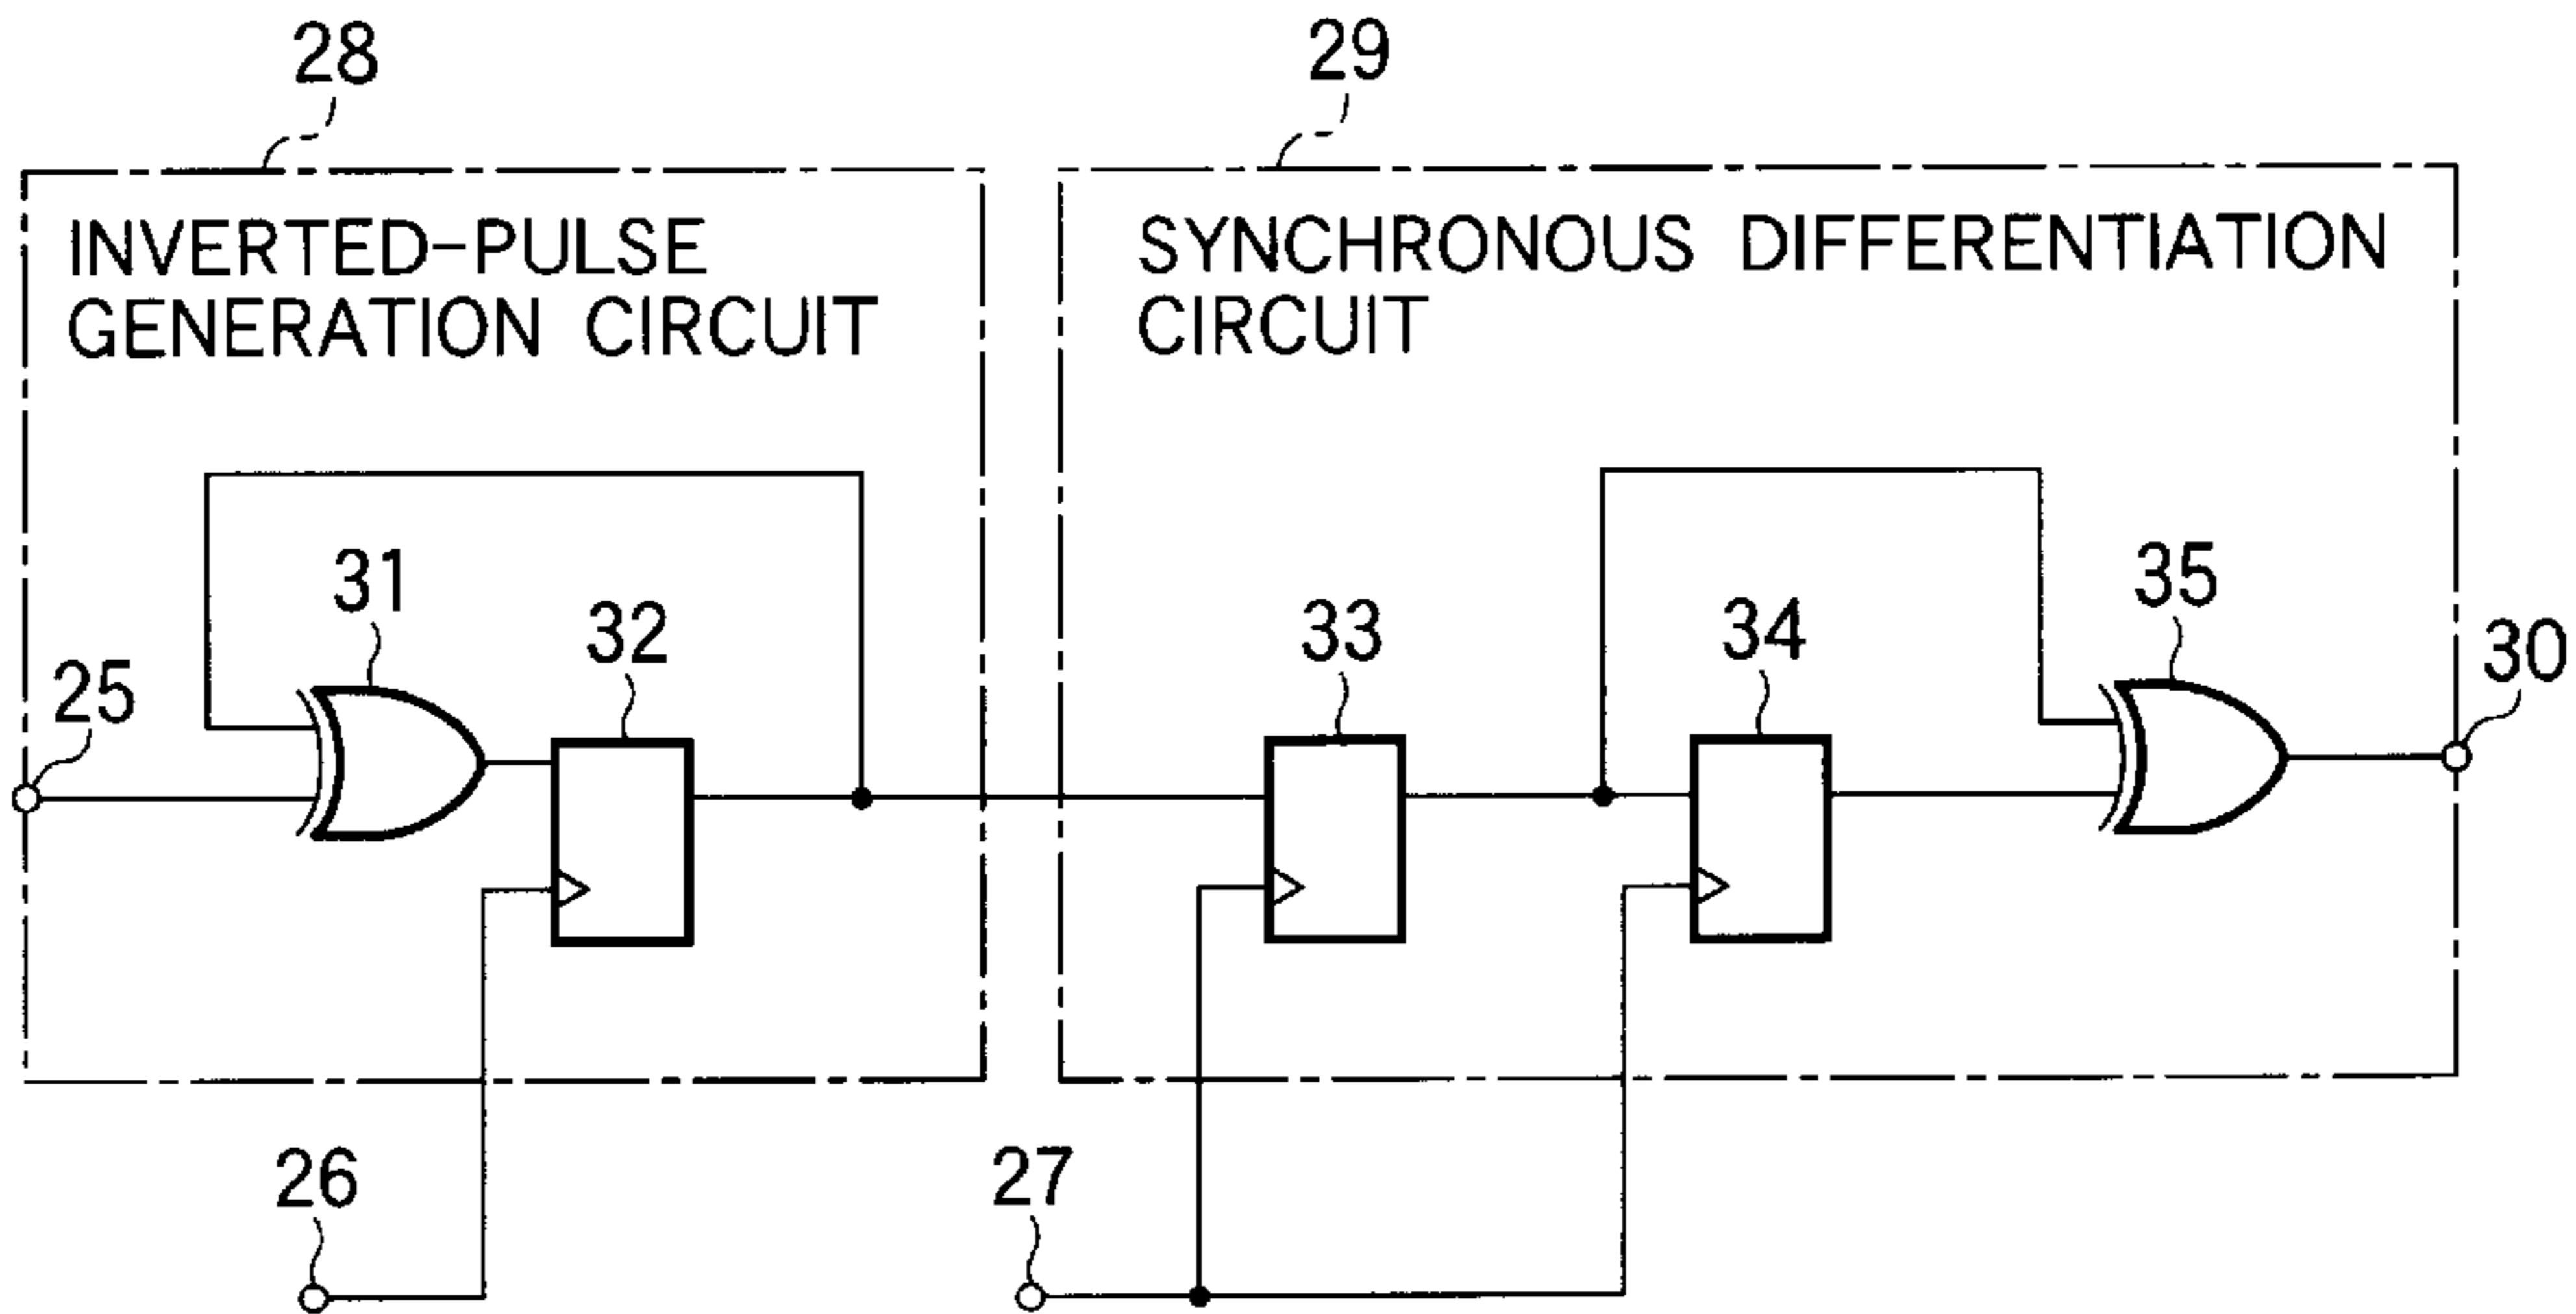 28
29
INVERTED-PULSE
GENERATION CIRCUIT
SYNCHRONOUS DIFFERENTIATION
CIRCUIT
31
32
25
33
34
35
30
26
27